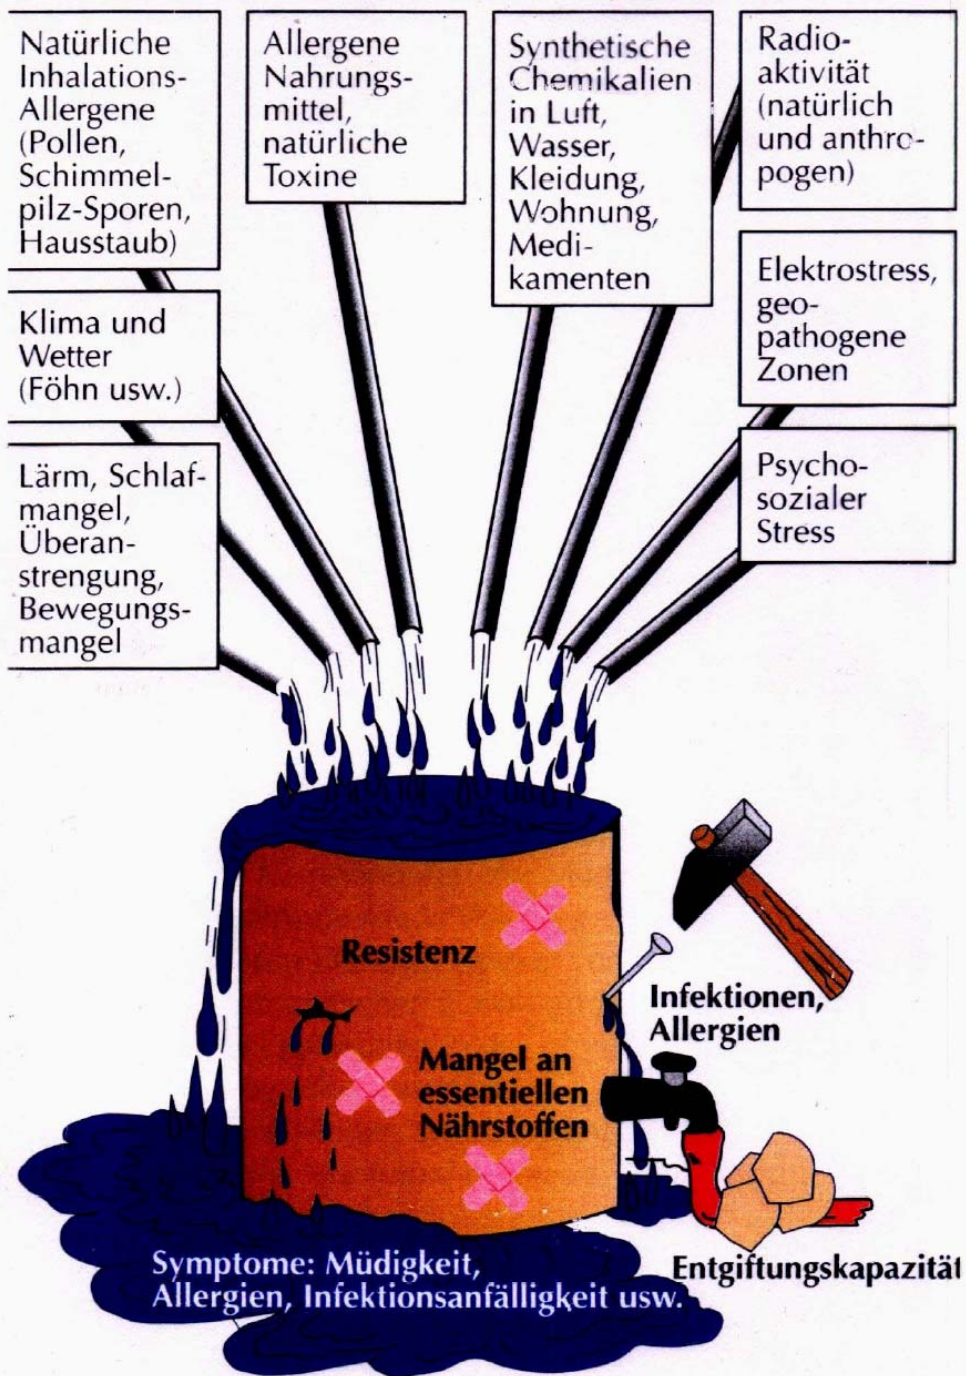 Natürliche
Inhalations-
Allergene
(Pollen,
Schimmel-
pilz-Sporen,
Hausstaub)
Klima und
Wetter
(Föhn usw.)
Lärm, Schlaf-
mangel,
Überan-
strengung,
Bewegungs-
mangel
Allergene
Nahrungs-
mittel,
natürliche
Toxine
Synthetische
Chemikalien
in Luft,
Wasser,
Kleidung,
Wohnung,
Medi-
kamenten
Radio-
aktivität
(natürlich
und anthro-
pogen)
Elektrostress,
geo-
pathogene
Zonen
Psycho-
sozialer
Stress
Resistenz
Mangel an
essentiellen
Nährstoffen
Infektionen,
Allergien
Entgiftungskapazität
Symptome: Müdigkeit,
Allergien, Infektionsanfälligkeit usw.